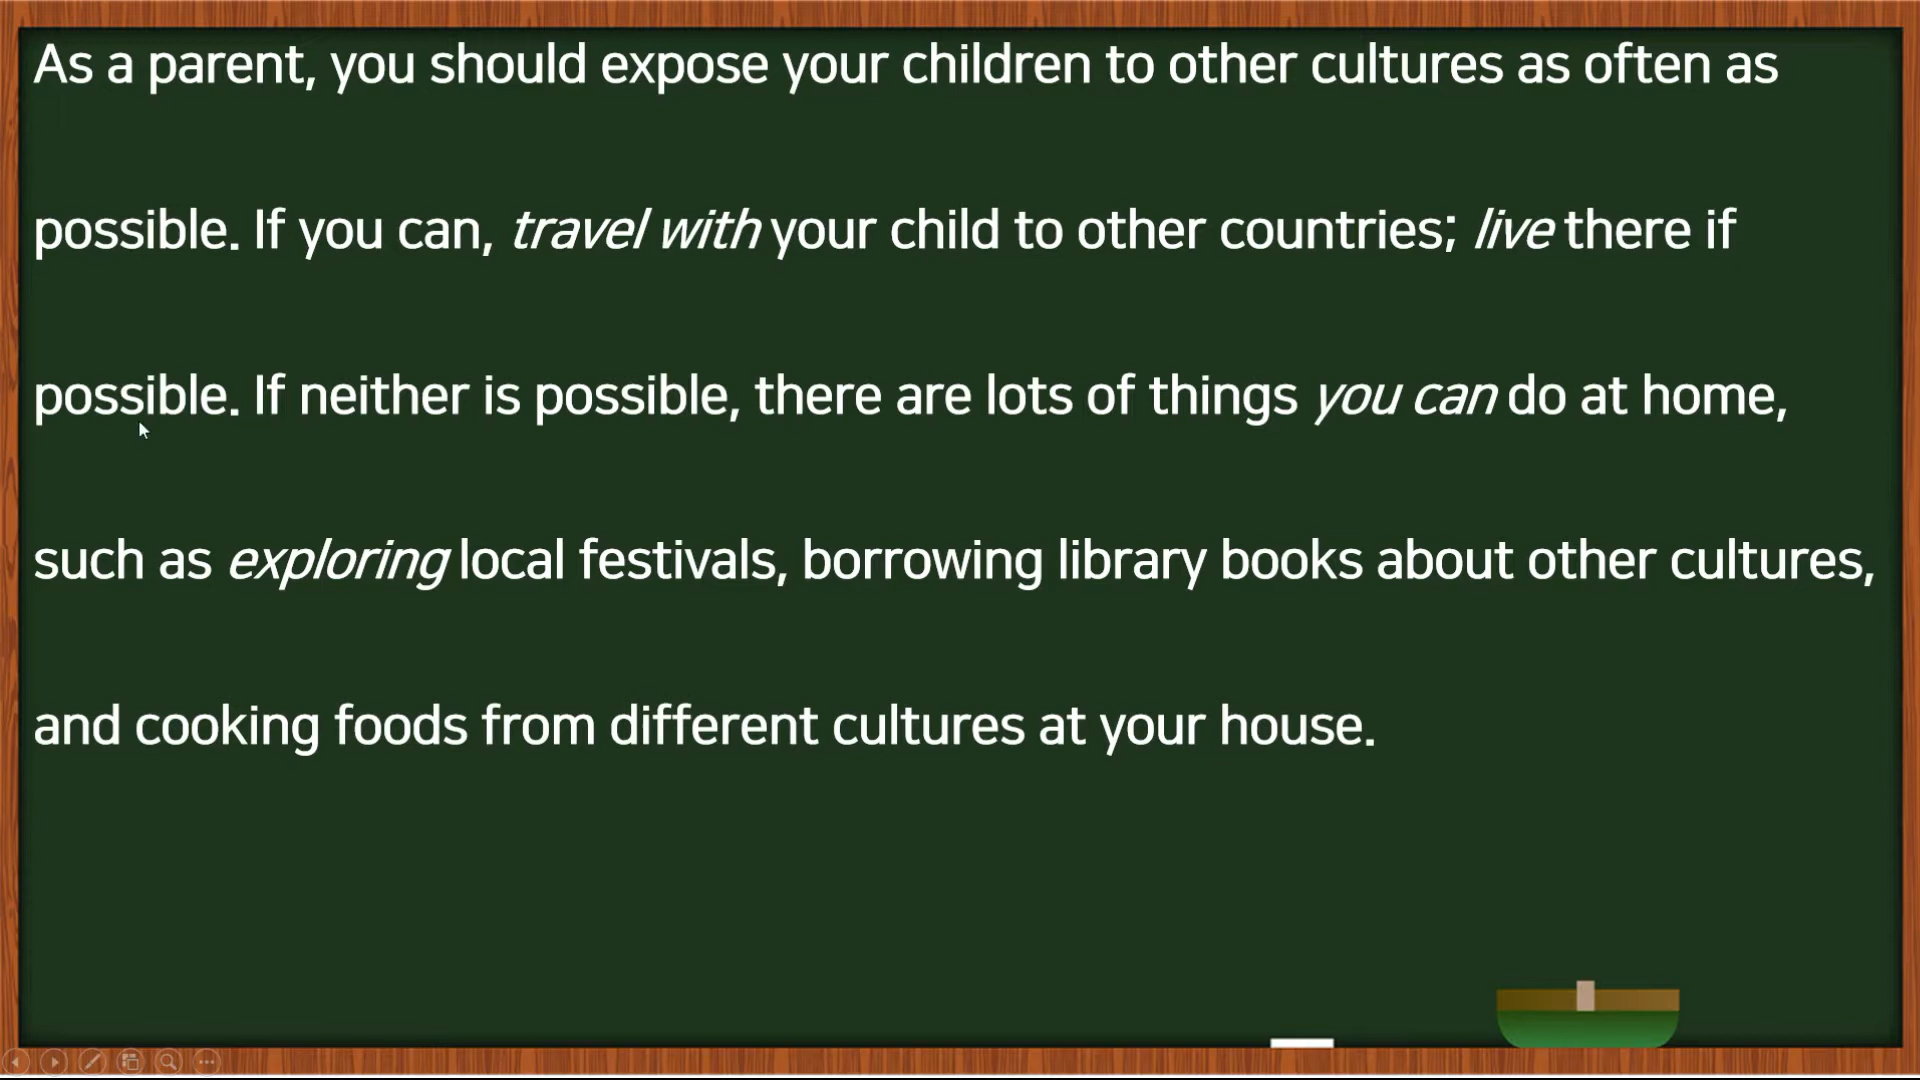 As a parent, you should expose your children to other cultures as often as
possible. If you can, travel with your child to other countries; live there if
possible. If neither is possible, there are lots of things you can do at home,
such as exploring local festivals, borrowing library books about other cultures,
and cooking foods from different cultures at your house.